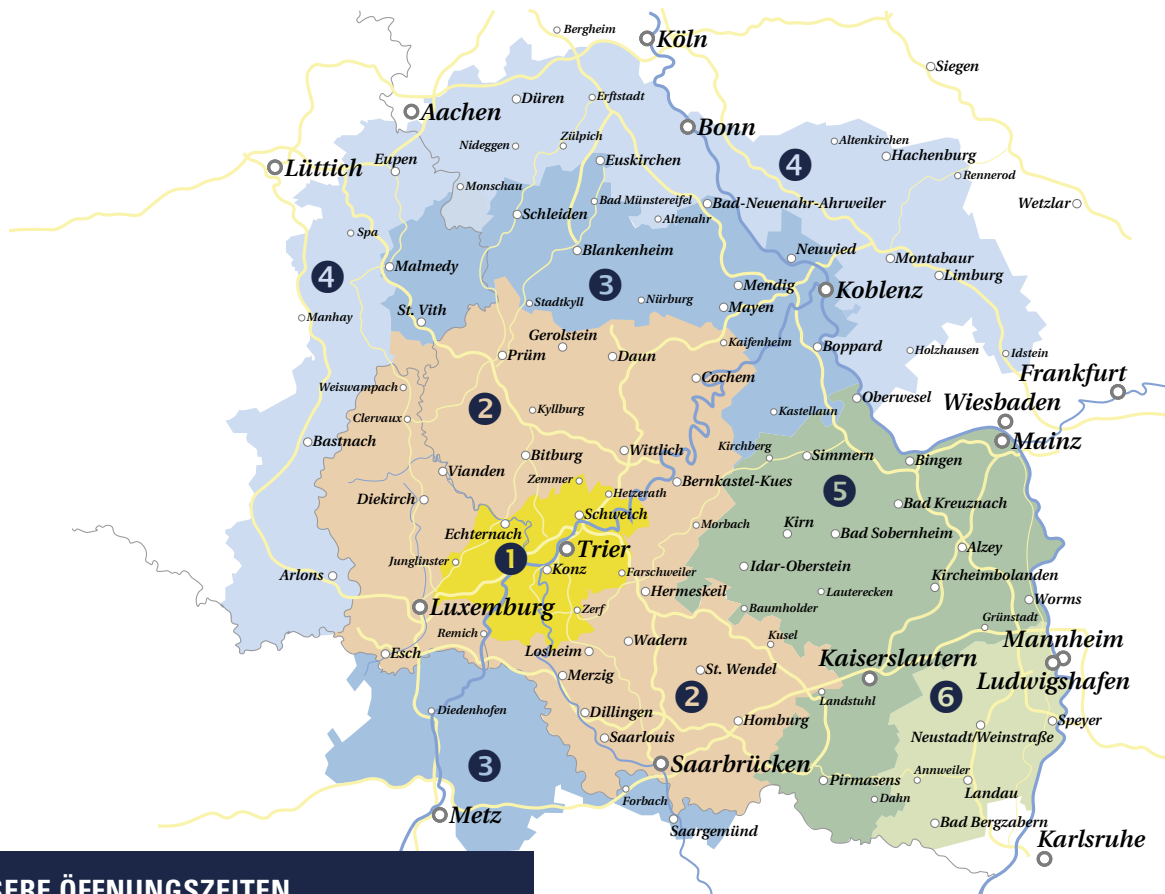 Bergheim
Köln
Siegen
Düren
Erftstadt
Aachen
Bonn
Zülpich
Altenkirchen
Nideggen
4
Hachenburg
Lüttich
Eupen
Euskirchen
Rennerod
Monschau
Bad Münstereifel
Bad-Neuenahr-Ahrweiler
Wetzlar
Schleiden
Altenahr
Spa
Blankenheim
Neuwied
Montabaur
Malmedy
4
3
Limburg
Mendig
Koblenz
Stadtkyll
Nürburg
Mayen
St. Vith
Manhay
Gerolstein
Kaifenheim
Boppard
Holzhausen
Idstein
Prüm
Daun
Frankfurt
Weiswampach
Cochem
Oberwesel
Wiesbaden
2
Kyllburg
Kastellaun
Clervaux
Bastnach
Kirchberg
Mainz
Bitburg
Wittlich
Simmern
Bingen
Vianden
Zemmer
Bernkastel-Kues
5
Diekirch
Hetzerath
Bad Kreuznach
Schweich
Morbach
Kirn
Echternach
Bad Sobernheim
Trier
Alzey
1
Junglinster
Konz
Farschweiler
Idar-Oberstein
Arlons
Kircheimbolanden
Hermeskeil
Lauterecken
Worms
Luxemburg
Zerf
Baumholder
Grünstadt
Remich
Wadern
Kusel
Mannheim
Esch
Losheim
Kaiserslautern
Merzig
St. Wendel
Ludwigshafen
2
Landstuhl
6
Diedenhofen
Dillingen
Homburg
Speyer
Saarlouis
Neustadt/Weinstraße
3
Saarbrücken
Pirmasens
Annweiler
Landau
Forbach
Dahn
Metz
Bad Bergzabern
Saargemünd
Karlsruhe
SERE ÖFFNUNGSZEITEN